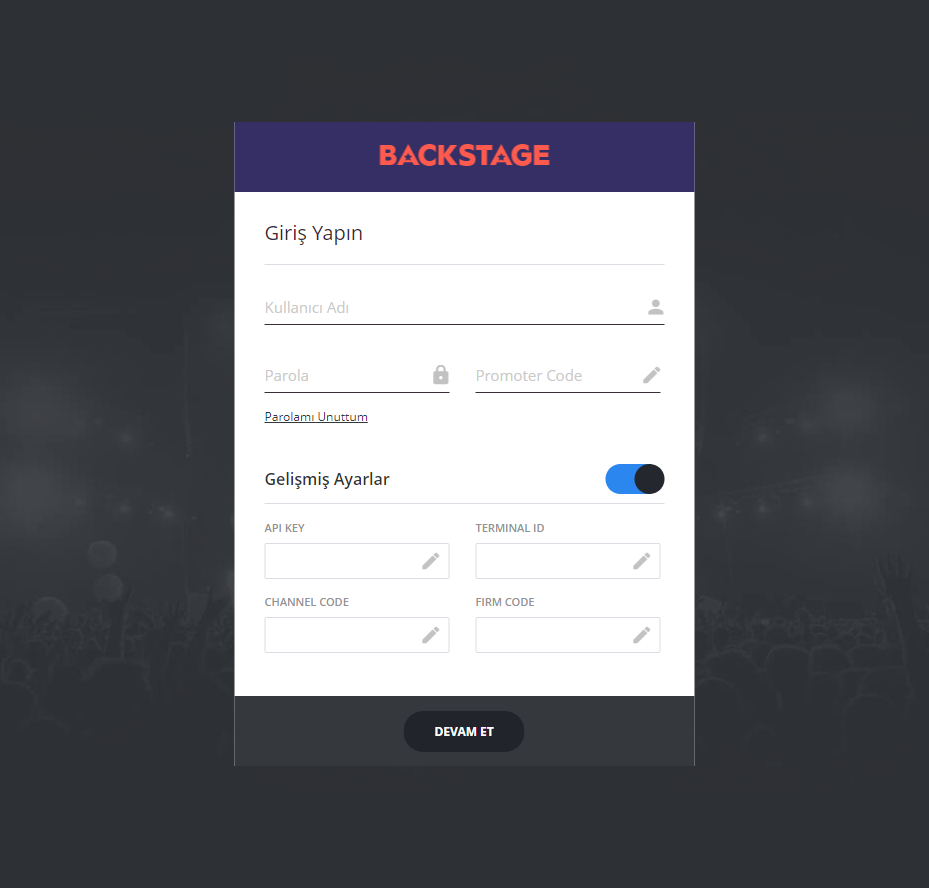 BACKSTAGE
Giriş Yapın
Kullanıcı Adı
Parola
Promoter Code
Parolamı Unuttum
Gelişmiş Ayarlar
API KEY
TERMINAL ID
CHANNEL CODE
FIRM CODE
DEVAM ET